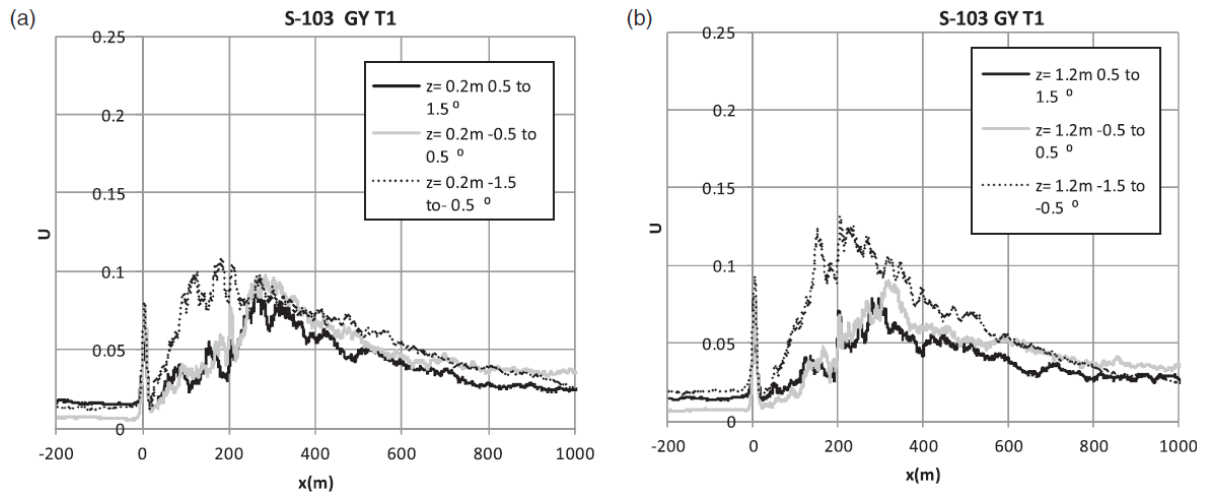 (a)
S-103 GY T1
0.25
0.2
0.15
0.1
0.05
0
U
z= 0.2m 0.5 to
1.5 º
z= 0.2m -0.5 to
0.5 º
z= 0.2m -1.5
to- 0.5 º
-200 0 200 400 600 800 1000
x(m)
(b)
S-103 GY T1
0.25
0.2
0.15
0.1
0.05
0
U
z= 1.2m 0.5 to
1.5 º
z= 1.2m -0.5 to
0.5 º
z= 1.2m -1.5 to
-0.5 º
-200 0 200 400 600 800 1000
x(m)